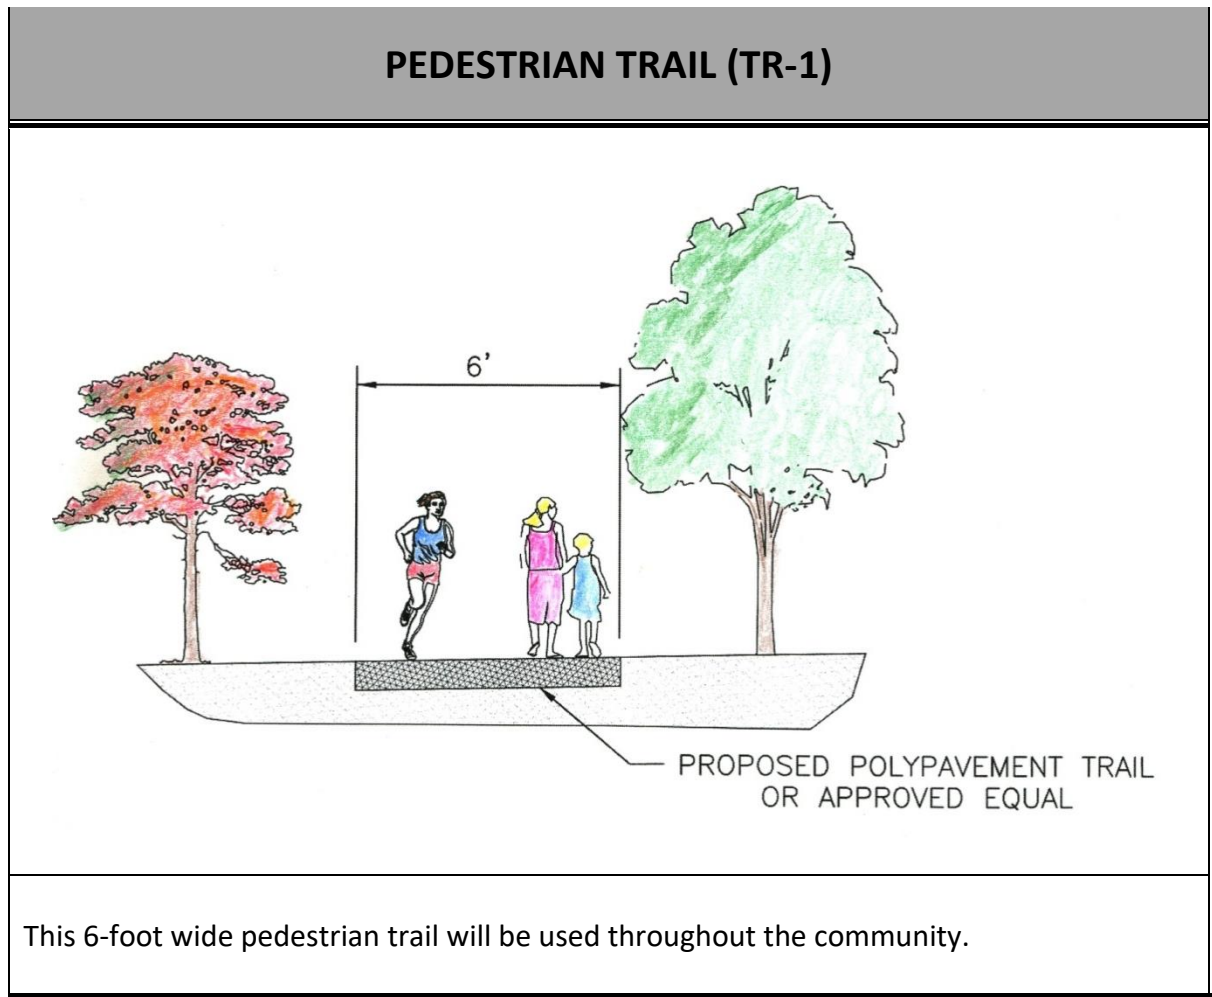 PEDESTRIAN TRAIL (TR-1)
6'
PROPOSED POLYPAVEMENT TRAIL
OR APPROVED EQUAL
This 6-foot wide pedestrian trail will be used throughout the community.